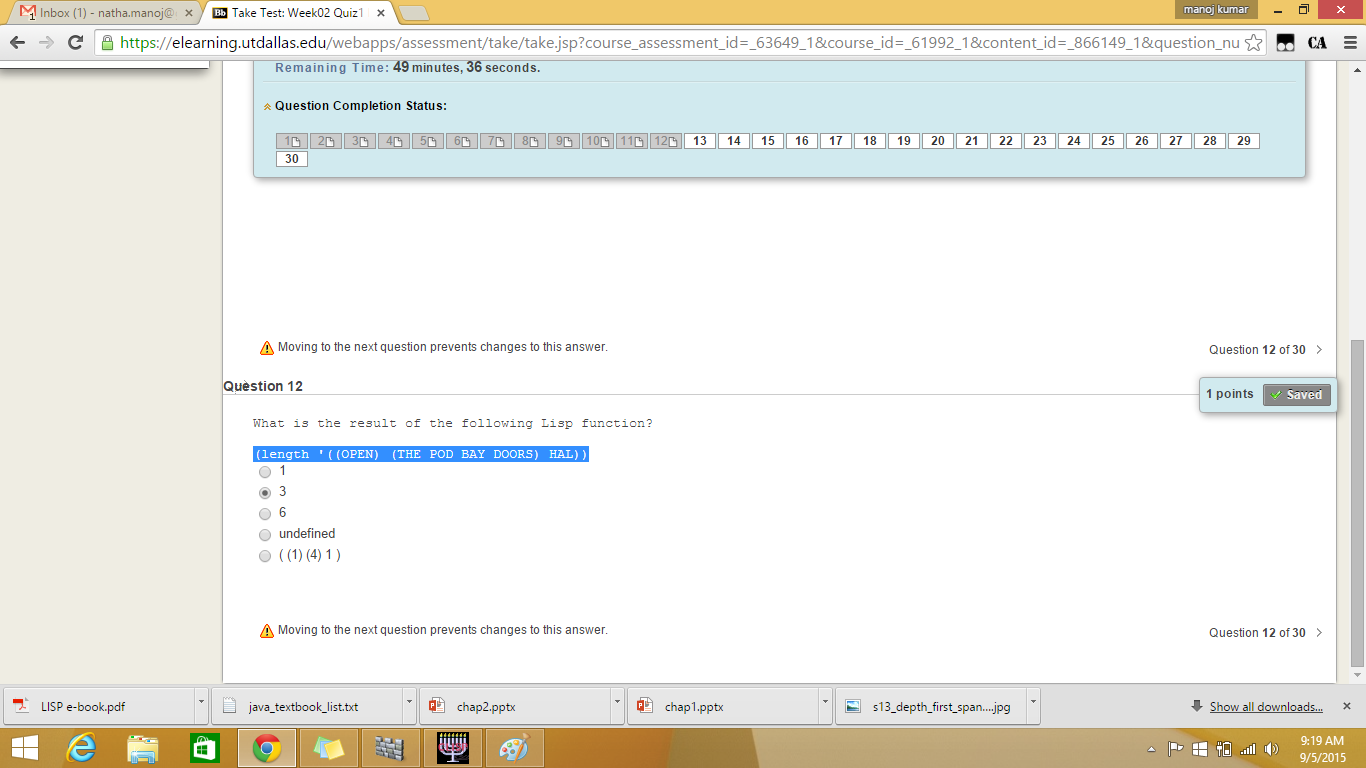 Inbox (1) - natha.manoj@
Take Test: Week02 Quiz1
manoj kumar
https://elearning.utdallas.edu/webapps/assessment/take/take.jsp?course_assessment_id=_63649_1&course_id=_61992_1&content_id=_866149_1&question_nu
CA
Remaining Time: 49 minutes, 36 seconds.
Question Completion Status:
1 2 3 4 5 6 7 8 9 10 11 12 13 14 15 16 17 18 19 20 21 22 23 24 25 26 27 28 29
30
Moving to the next question prevents changes to this answer.
Question 12 of 30 >
Question 12
1 points
Saved
What is the result of the following Lisp function?
(length '((OPEN) (THE POD BAY DOORS) HAL))
1
3
6
undefined
( (1) (4) 1 )
Moving to the next question prevents changes to this answer.
Question 12 of 30 >
LISP e-book.pdf
java_textbook_list.txt
chap2.pptx
chap1.pptx
s13_depth_first_span....jpg
Show all downloads...
9:19 AM
9/5/2015